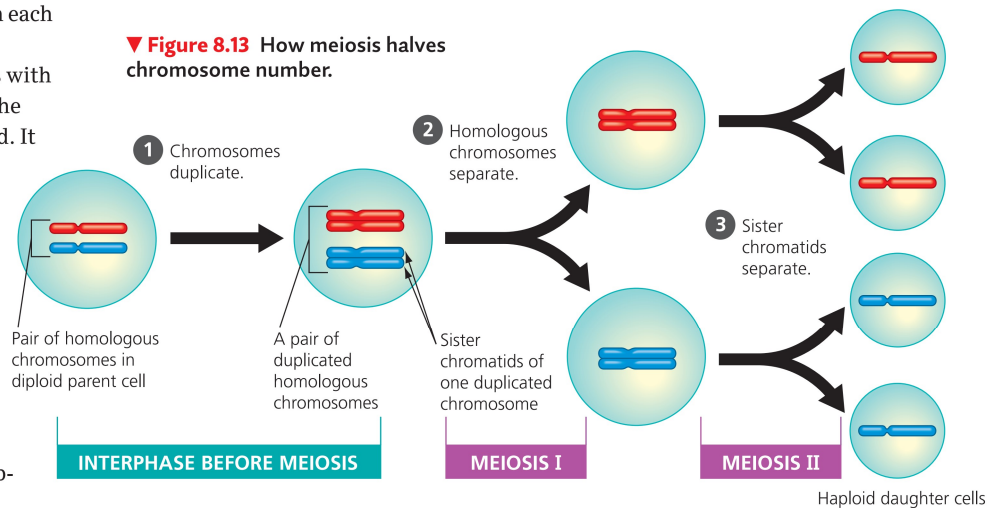 each
▼ Figure 8.13 How meiosis halves
chromosome number.
with
he
d. It
1 Chromosomes
duplicate.
2 Homologous
chromosomes
separate.
3 Sister
chromatids
separate.
Pair of homologous
chromosomes in
diploid parent cell
A pair of
duplicated
homologous
chromosomes
Sister
chromatids of
one duplicated
chromosome
INTERPHASE BEFORE MEIOSIS
MEIOSIS I
MEIOSIS II
Haploid daughter cells